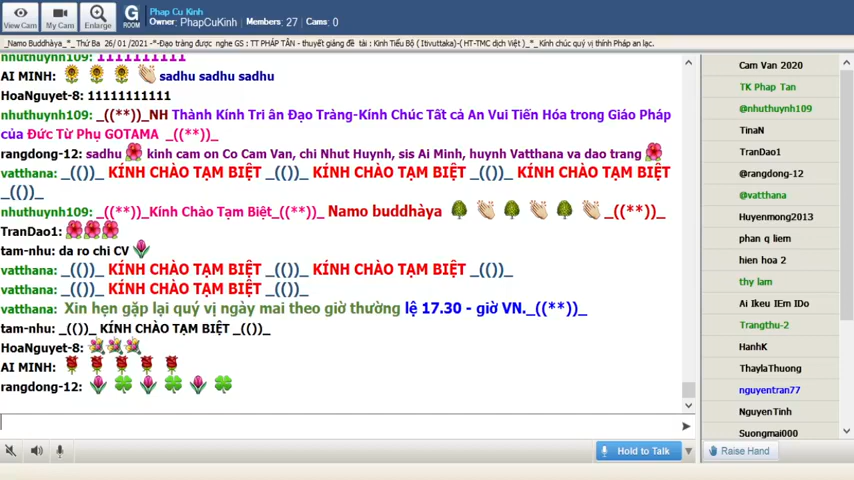 View Cam
My Cam
Enlarge
G
ROOM
Phap Cu Kinh
Owner: PhapCuKinh Members: 27 Cams: 0
_Namo Buddhàya_*_ Thứ Ba 26/ 01 /2021 -*-Đạo tràng được nghe GS : TT PHÁP TÂN - thuyết giảng đề tài : Kinh Tiểu Bộ ( Itivuttaka)-( HT-TMC dịch Việt )_*_ Kính chúc quý vị thính Pháp an lạc.
nhuthuynh109: 11111111111
AI MINH: sadhu sadhu sadhu
HoaNguyet-8: 11111111111
nhuthuynh109: _((**))_NH Thành Kính Tri ân Đạo Tràng-Kính Chúc Tất cả An Vui Tiến Hóa trong Giáo Pháp
của Đức Từ Phụ GOTAMA _((**))_
rangdong-12: sadhu kinh cam on Co Cam Van, chi Nhut Huynh, sis Ai Minh, huynh Vatthana va dao trang
vatthana: _(())_ KÍNH CHÀO TẠM BIỆT _(())_ KÍNH CHÀO TẠM BIỆT _(())_ KÍNH CHÀO TẠM BIỆT
_(())_
nhuthuynh109: _((**))_Kính Chào Tạm Biệt_((**))_ Namo buddhàya _((**))_
TranDao1:
tam-nhu: da ro chi CV
vatthana: _(())_ KÍNH CHÀO TẠM BIỆT _(())_ KÍNH CHÀO TẠM BIỆT _(())_
vatthana: _(())_ KÍNH CHÀO TẠM BIỆT _(())_
vatthana: Xin hẹn gặp lại quý vị ngày mai theo giờ thường lệ 17.30 - giờ VN._((**))_
tam-nhu: _(())_ KÍNH CHÀO TẠM BIỆT _(())_
HoaNguyet-8:
AI MINH:
rangdong-12:
Cam Van 2020
TK Phap Tan
@nhuthuynh109
TinaN
TranDao1
@rangdong-12
@vatthana
Huyenmong2013
phan q liem
hien hoa 2
thy lam
Ai Ikeu IEm IDo
Trangthu-2
HanhK
ThaylaThuong
nguyentran77
NguyenTinh
Suongmai000
Hold to Talk
Raise Hand